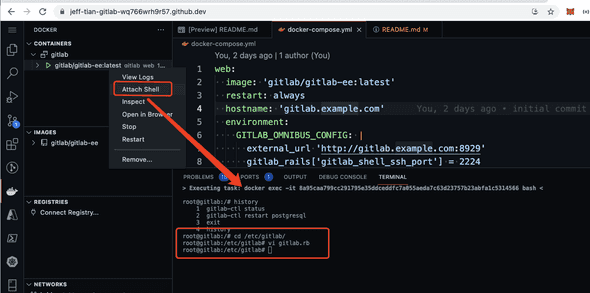 jeff-tian-gitlab-wq766wrh9r57.github.dev
DOCKER
CONTAINERS
gitlab
gitlab/gitlab-ee:latest gitlab web 1...
View Logs
Attach Shell
Inspect
Open in Browser
Stop
Restart
Remove...
IMAGES
gitlab/gitlab-ee
REGISTRIES
Connect Registry...
NETWORKS
[Preview] README.md
docker-compose.yml
README.md M
docker-compose.yml
You, 2 days ago | 1 author (You)
1 web:
2 image: 'gitlab/gitlab-ee:latest'
3 restart: always
4 hostname: 'gitlab.example.com' You, 2 days ago • initial commit
5 environment:
6 GITLAB_OMNIBUS_CONFIG: |
7 external_url 'http://gitlab.example.com:8929'
8 gitlab_rails['gitlab_shell_ssh_port'] = 2224
PROBLEMS PORTS 1 OUTPUT DEBUG CONSOLE TERMINAL
> Executing task: docker exec -it 8a95caa799cc291795e35ddceddfc7a055aeda7c63d23757b23abfa1c5314566 bash <
root@gitlab:/# history
1 gitlab-ctl status
2 gitlab-ctl restart postgresql
3 exit
4 history
root@gitlab:/# cd /etc/gitlab/
root@gitlab:/etc/gitlab# vi gitlab.rb
root@gitlab:/etc/gitlab#